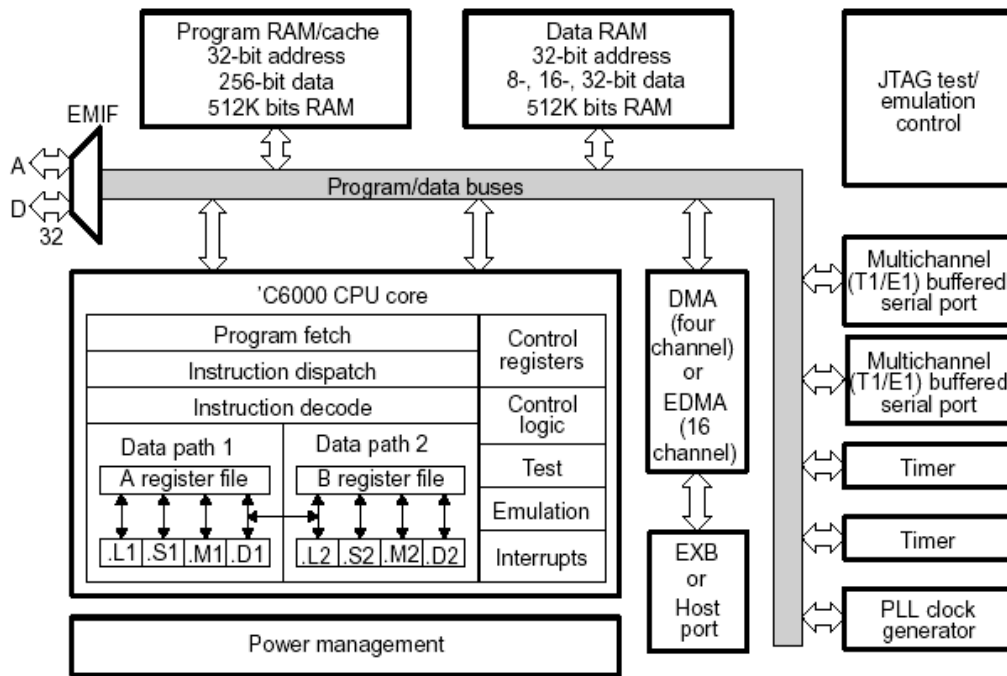 Program RAM/cache
32-bit address
256-bit data
512K bits RAM
Data RAM
32-bit address
8-, 16-, 32-bit data
512K bits RAM
JTAG test/
emulation
control
EMIF
A
D
32
Program/data buses
'C6000 CPU core
Program fetch
Instruction dispatch
Instruction decode
Data path 1
A register file
.L1 .S1 .M1 .D1
Data path 2
B register file
.L2 .S2 .M2 .D2
Control
registers
Control
logic
Test
Emulation
Interrupts
DMA
(four
channel)
or
EDMA
(16
channel)
EXB
or
Host
port
Multichannel
(T1/E1) buffered
serial port
Multichannel
(T1/E1) buffered
serial port
Timer
Timer
PLL clock
generator
Power management